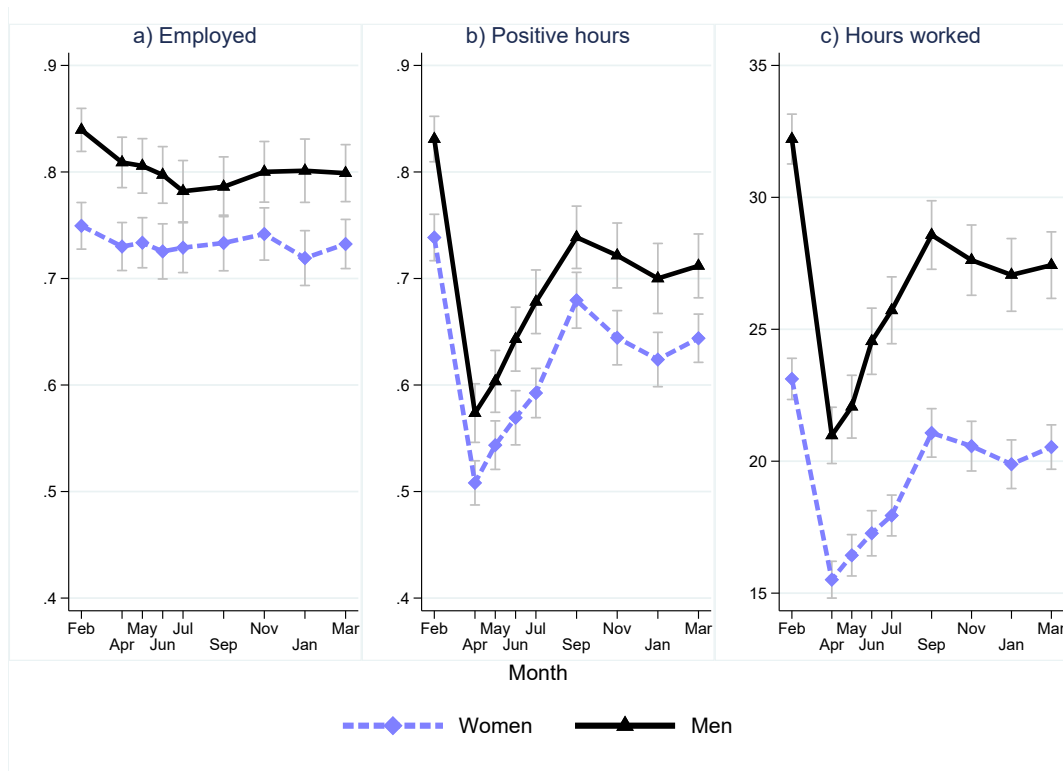 a) Employed
.9
.8
.7
.6
.5
.4
Feb May Jul Nov Mar
Apr Jun Sep Jan
b) Positive hours
.9
.8
.7
.6
.5
.4
Feb May Jul Nov Mar
Apr Jun Sep Jan
c) Hours worked
35
30
25
20
15
Feb May Jul Nov Mar
Apr Jun Sep Jan
Month
Women Men